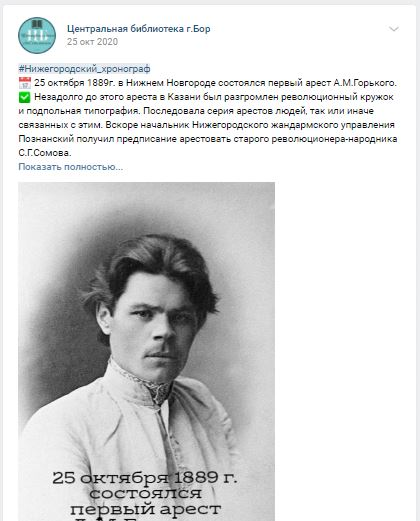 Центральная библиотека г.Бор
25 окт 2020
#Нижегородский_хронограф
📅 25 октября 1889г. в Нижнем Новгороде состоялся первый арест А.М.Горького.
✅ Незадолго до этого ареста в Казани был разгромлен революционный кружок
и подпольная типография. Последовала серия арестов людей, так или иначе
связанных с этим. Вскоре начальник Нижегородского жандармского управления
Познанский получил предписание арестовать старого революционера-народника
С.Г.Сомова.
Показать полностью...
25 октября 1889 г.
состоялся
первый арест